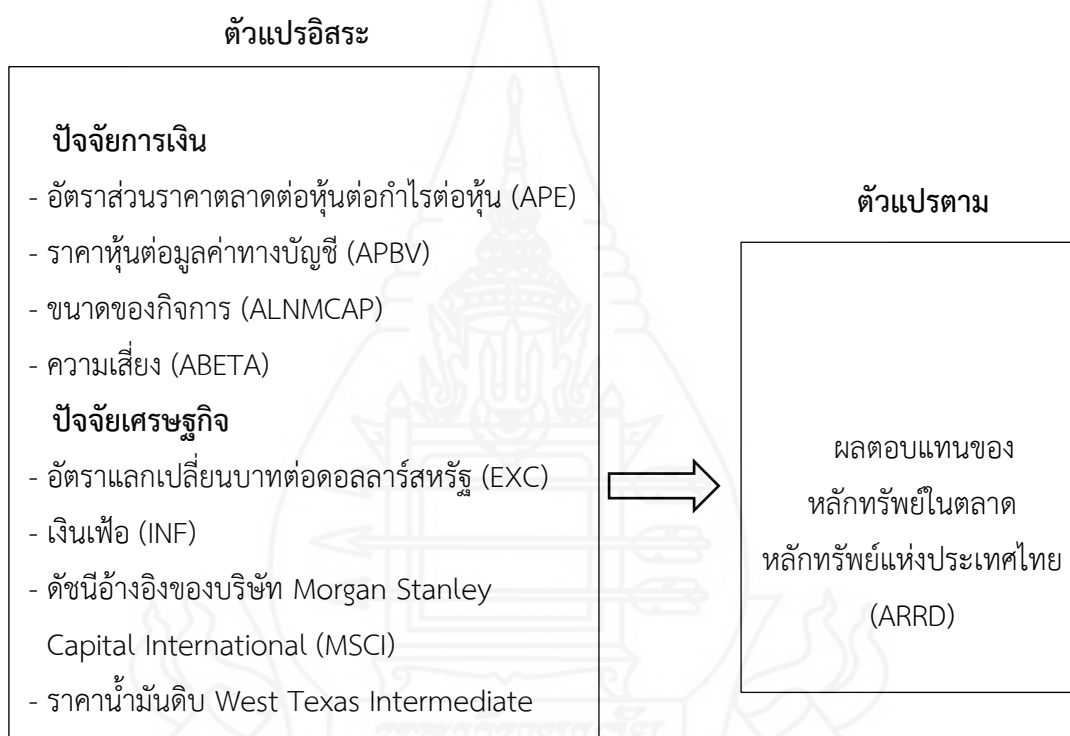 ตัวแปรอิสระ
ปัจจัยการเงิน
- อัตราส่วนราคาตลาดต่อหุ้นต่อกำไรต่อหุ้น (APE)
- ราคาหุ้นต่อมูลค่าทางบัญชี (APBV)
- ขนาดของกิจการ (ALNMCAP)
- ความเสี่ยง (ABETA)
ปัจจัยเศรษฐกิจ
- อัตราแลกเปลี่ยนบาทต่อดอลลาร์สหรัฐ (EXC)
- เงินเฟ้อ (INF)
- ดัชนีอ้างอิงของบริษัท Morgan Stanley
Capital International (MSCI)
- ราคาน้ำมันดิบ West Texas Intermediate
ตัวแปรตาม
ผลตอบแทนของ
หลักทรัพย์ในตลาด
หลักทรัพย์แห่งประเทศไทย
(ARRD)